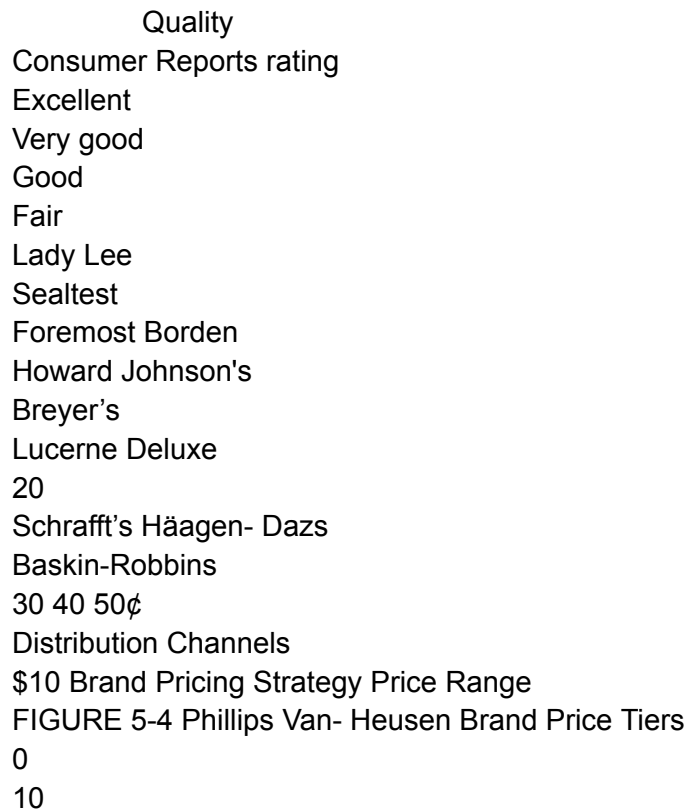 Quality
Consumer Reports rating
Excellent
Very good
Good
Fair
Lady Lee
Sealtest
Foremost Borden
Howard Johnson's
Breyer’s
Lucerne Deluxe
20
Schrafft’s Häagen- Dazs
Baskin-Robbins
30 40 50¢
Distribution Channels
$10 Brand Pricing Strategy Price Range
FIGURE 5-4 Phillips Van- Heusen Brand Price Tiers
0
10